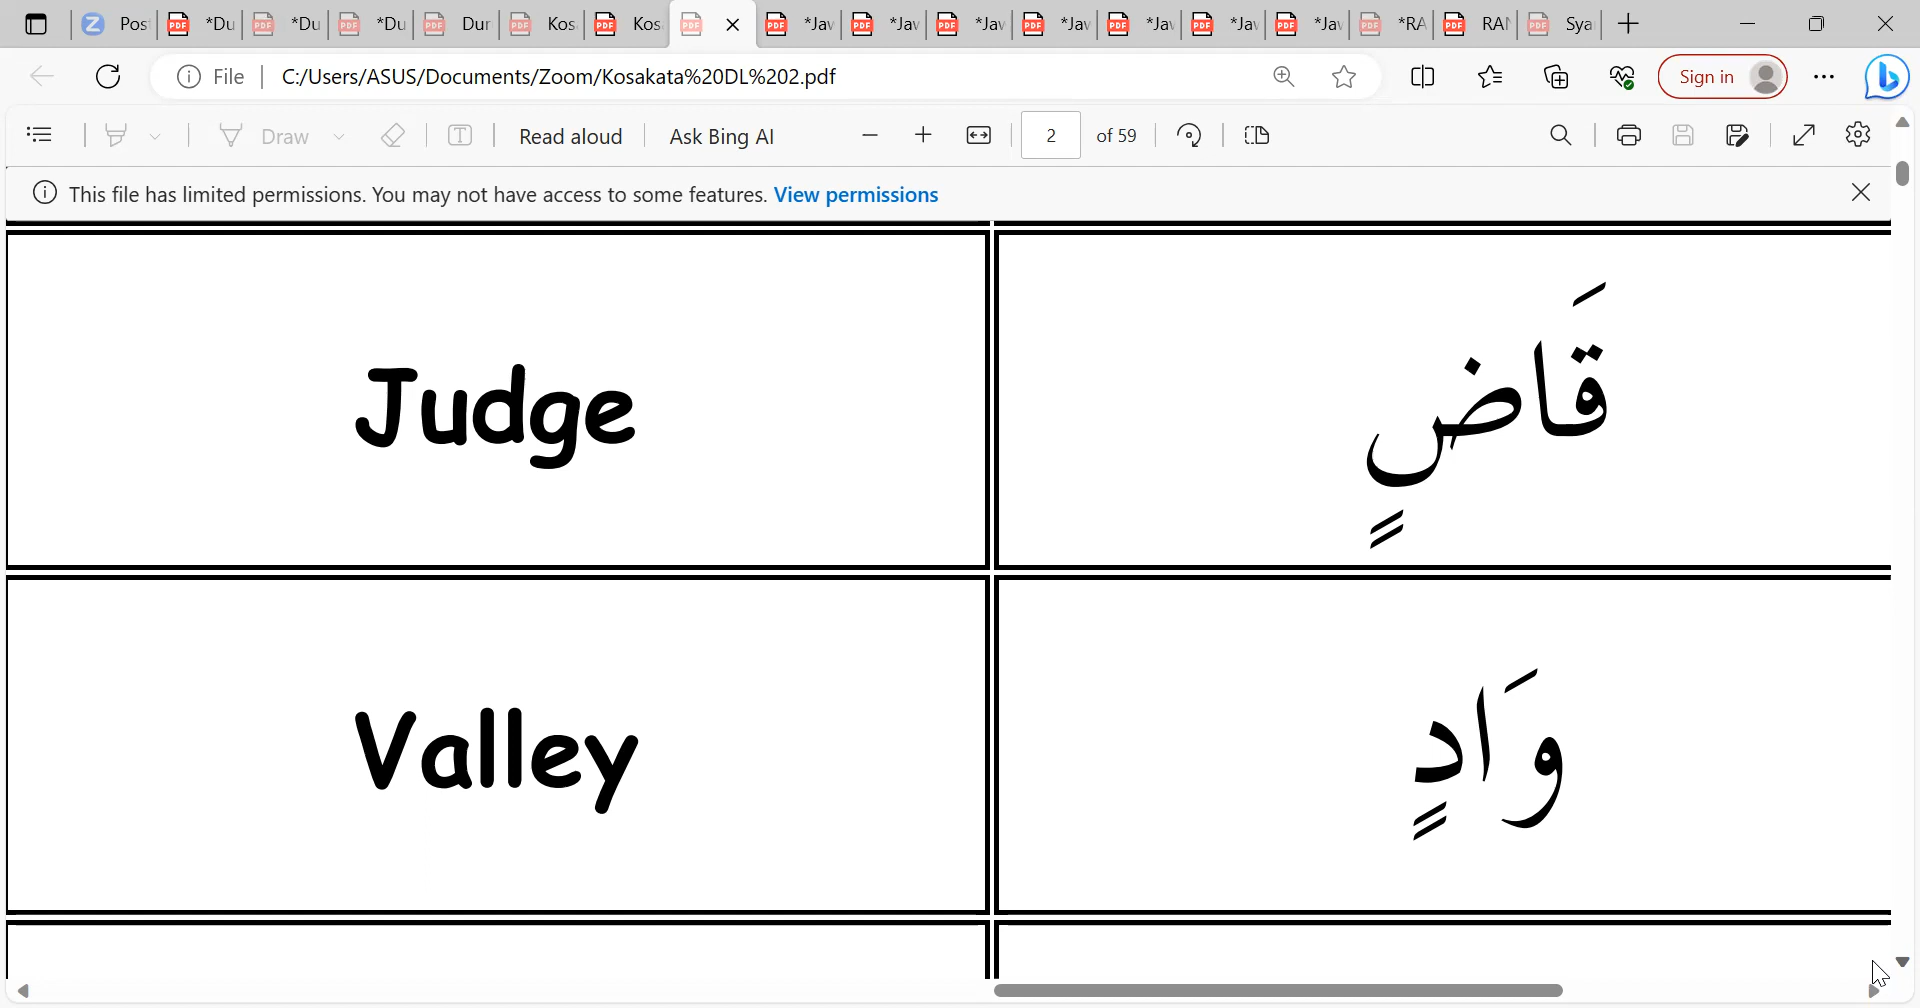 Pos *Du *Du *Du Dur Kos Kos *Jav *Jav *Jav *Jav *Jav *Jav *Jav *RA RAN Sya
File C:/Users/ASUS/Documents/Zoom/Kosakata%20DL%202.pdf Sign in
Draw Read aloud Ask Bing AI 2 of 59
This file has limited permissions. You may not have access to some features. View permissions
Judge قَاضٍ
Valley وَادٍ